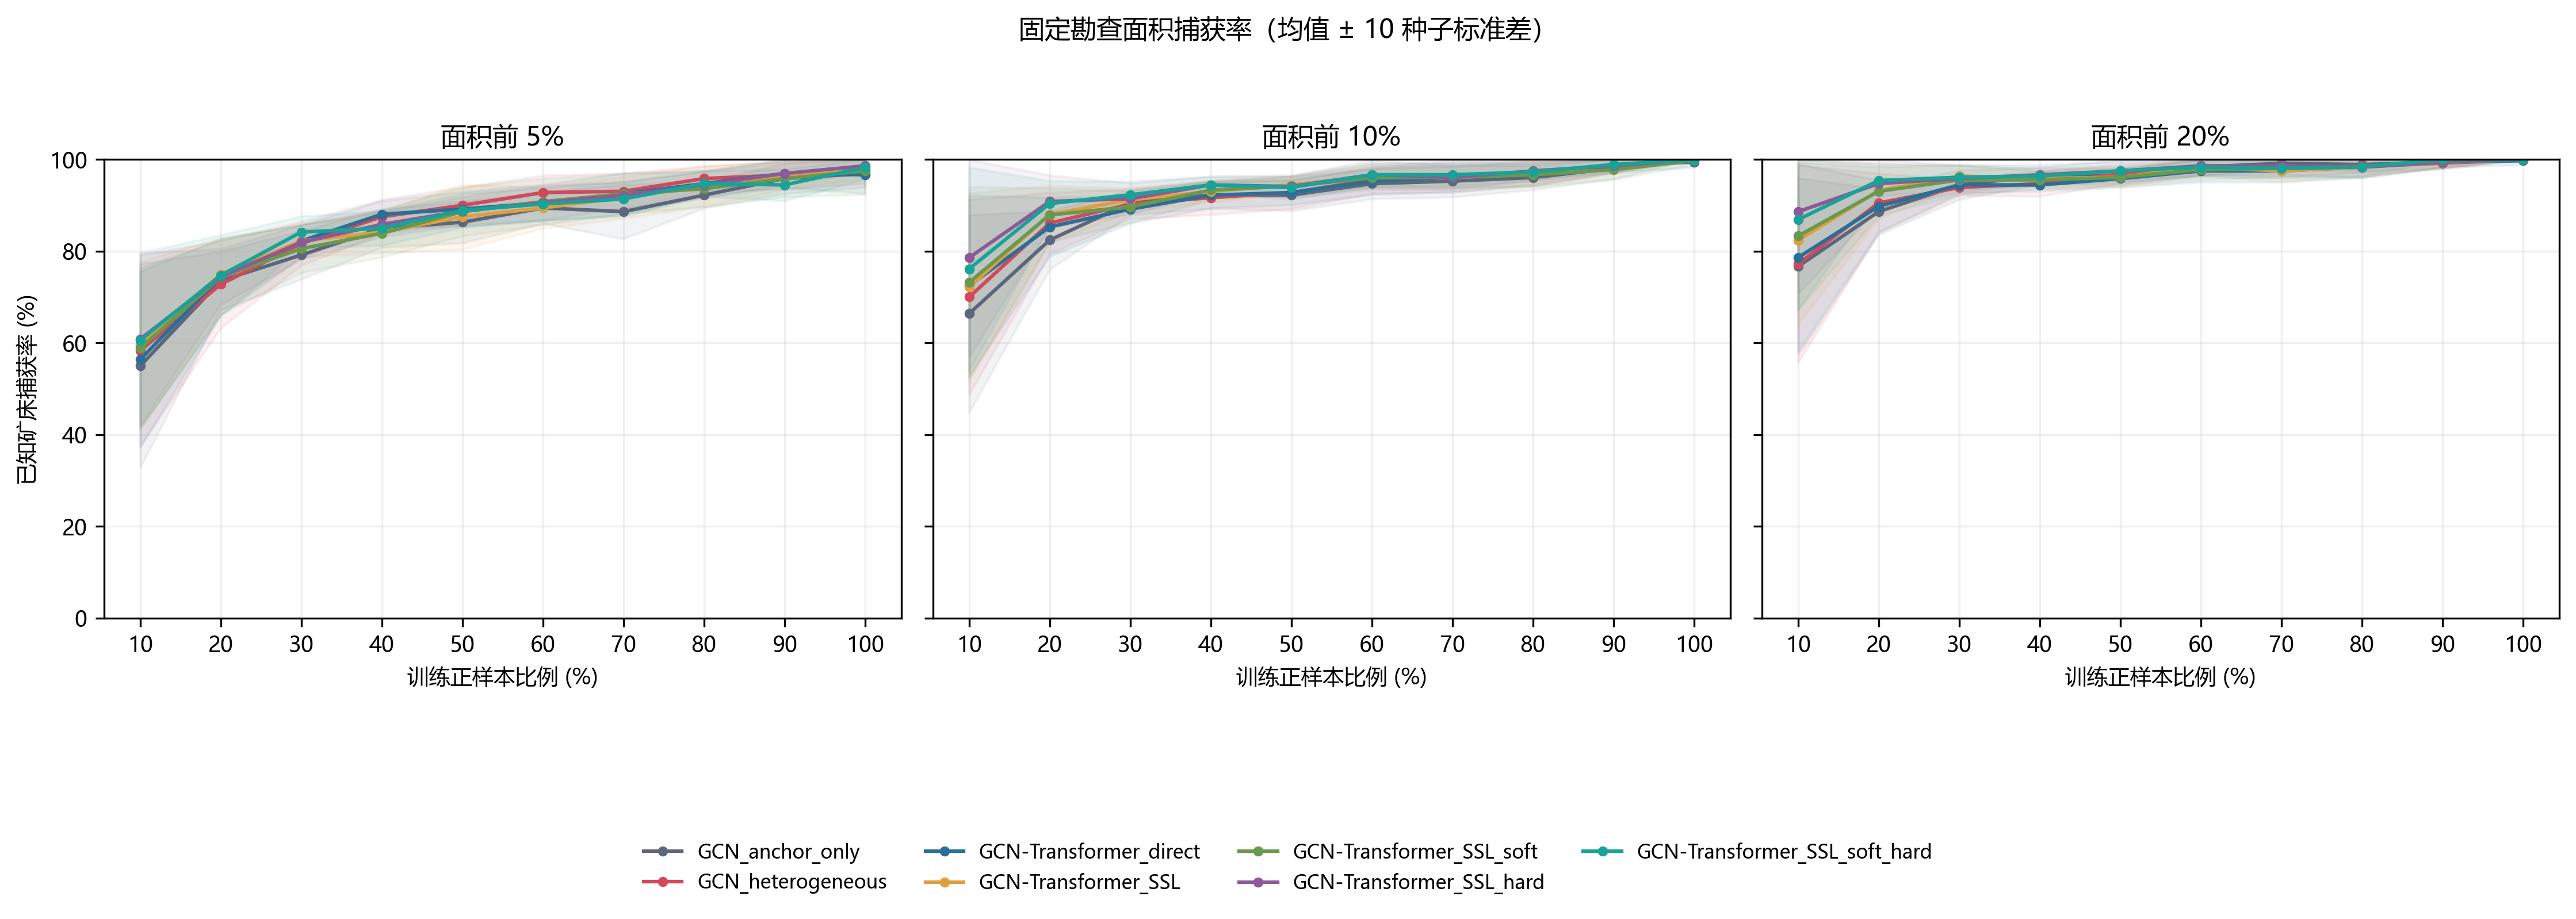 固定勘查面积捕获率（均值 ± 10 种子标准差）
面积前 5%
面积前 10%
面积前 20%
已知矿床捕获率 (%)
100
80
60
40
20
0
10 20 30 40 50 60 70 80 90 100
10 20 30 40 50 60 70 80 90 100
10 20 30 40 50 60 70 80 90 100
训练正样本比例 (%)
训练正样本比例 (%)
训练正样本比例 (%)
GCN_anchor_only
GCN_heterogeneous
GCN-Transformer_direct
GCN-Transformer_SSL
GCN-Transformer_SSL_soft
GCN-Transformer_SSL_hard
GCN-Transformer_SSL_soft_hard